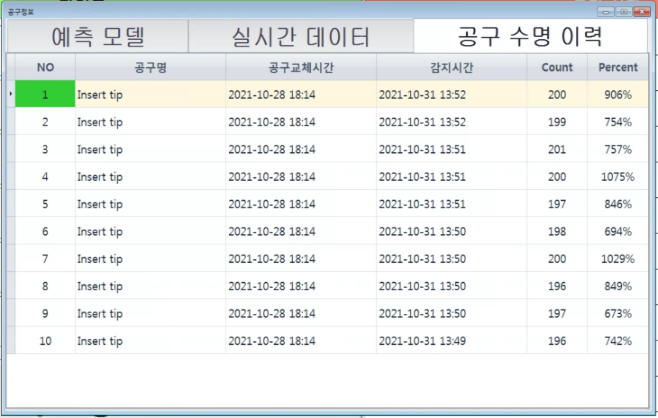 공구정보
예측 모델 실시간 데이터 공구 수명 이력
NO 공구명 공구교체시간 감지시간 Count Percent
1 Insert tip 2021-10-28 18:14 2021-10-31 13:52 200 906%
2 Insert tip 2021-10-28 18:14 2021-10-31 13:52 199 754%
3 Insert tip 2021-10-28 18:14 2021-10-31 13:51 201 757%
4 Insert tip 2021-10-28 18:14 2021-10-31 13:51 200 1075%
5 Insert tip 2021-10-28 18:14 2021-10-31 13:51 197 846%
6 Insert tip 2021-10-28 18:14 2021-10-31 13:50 198 694%
7 Insert tip 2021-10-28 18:14 2021-10-31 13:50 200 1029%
8 Insert tip 2021-10-28 18:14 2021-10-31 13:50 196 849%
9 Insert tip 2021-10-28 18:14 2021-10-31 13:50 197 673%
10 Insert tip 2021-10-28 18:14 2021-10-31 13:49 196 742%